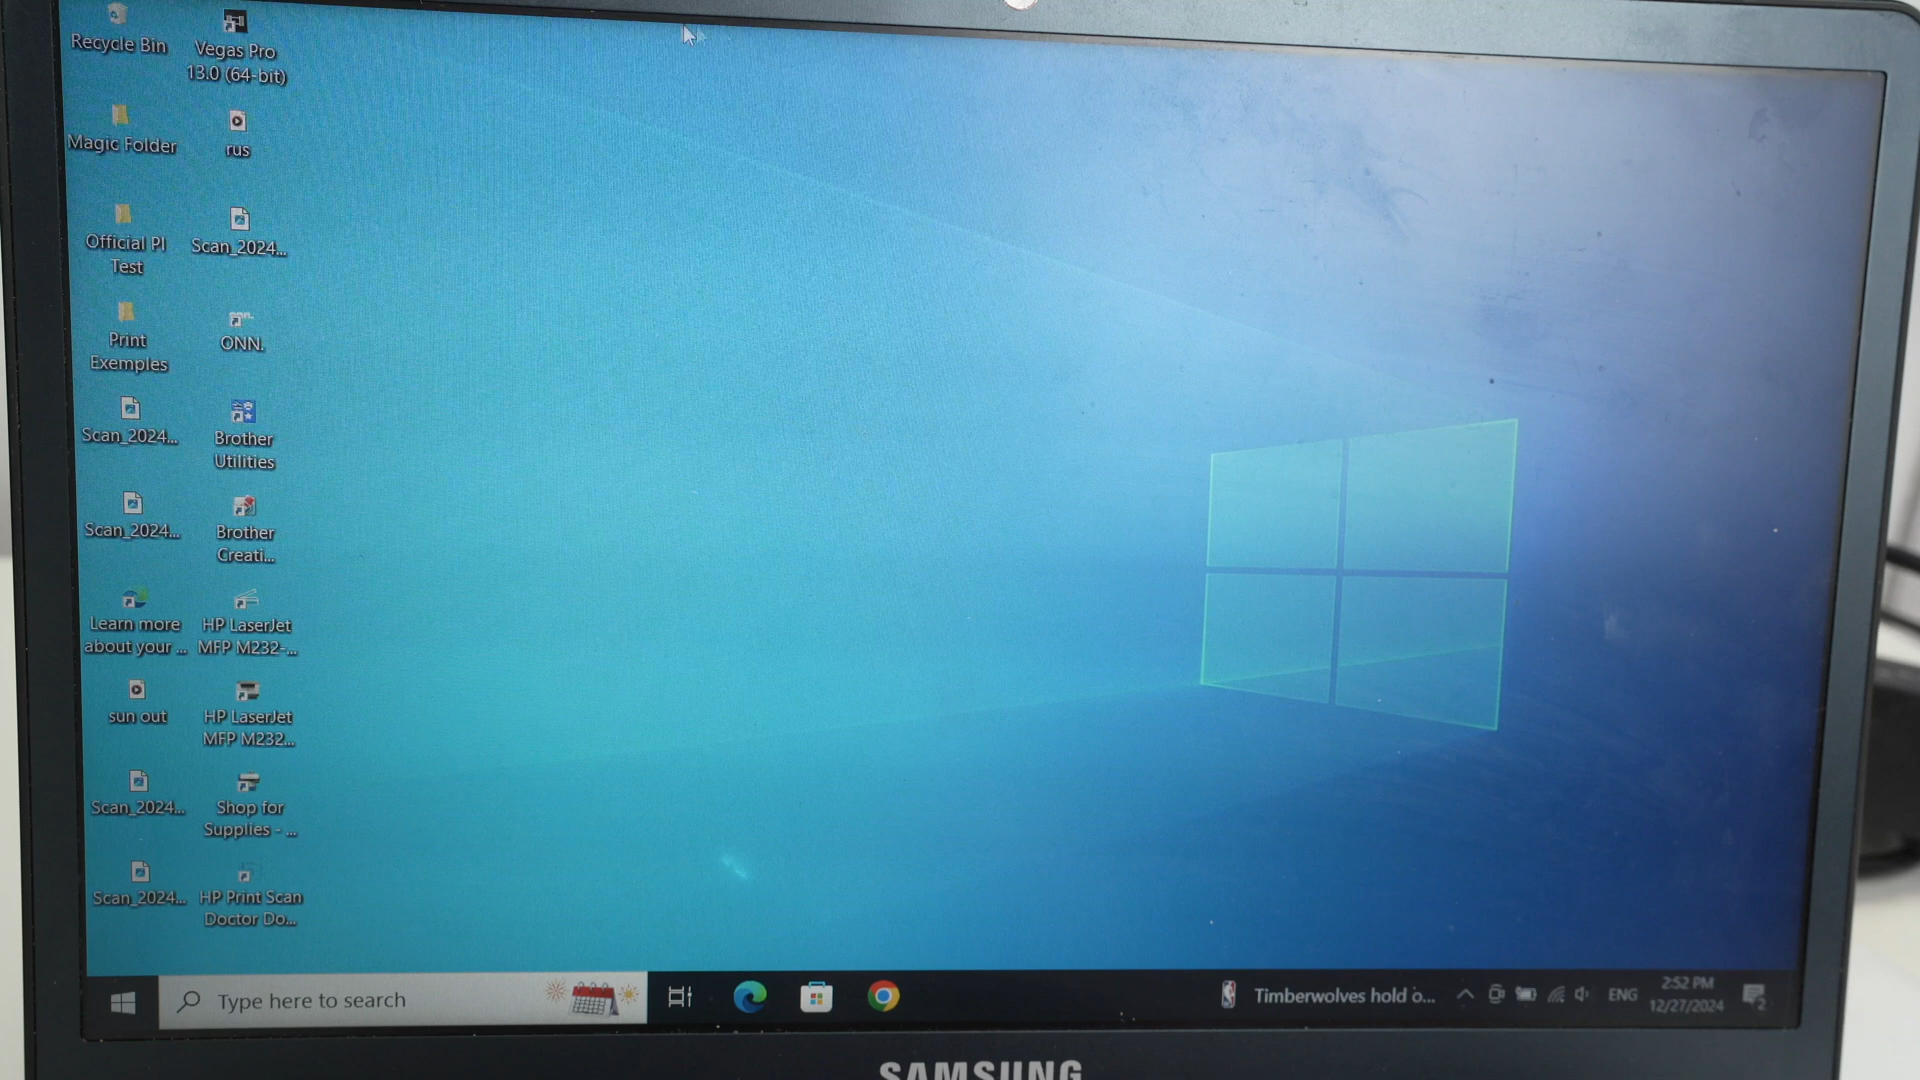 Recycle Bin
Vegas Pro
13.0 (64-bit)
Magic Folder
rus
Official PI
Test
Scan_2024...
Print
Exemples
ONN.
Scan_2024...
Brother
Utilities
Scan_2024...
Brother
Creati...
Learn more
about your ...
HP LaserJet
MFP M232-...
sun out
HP LaserJet
MFP M232...
Scan_2024...
Shop for
Supplies - ...
Scan_2024...
HP Print Scan
Doctor Do...
Type here to search
Timberwolves hold o...
ENG
2:52 PM
12/27/2024
2
SAMSUNG